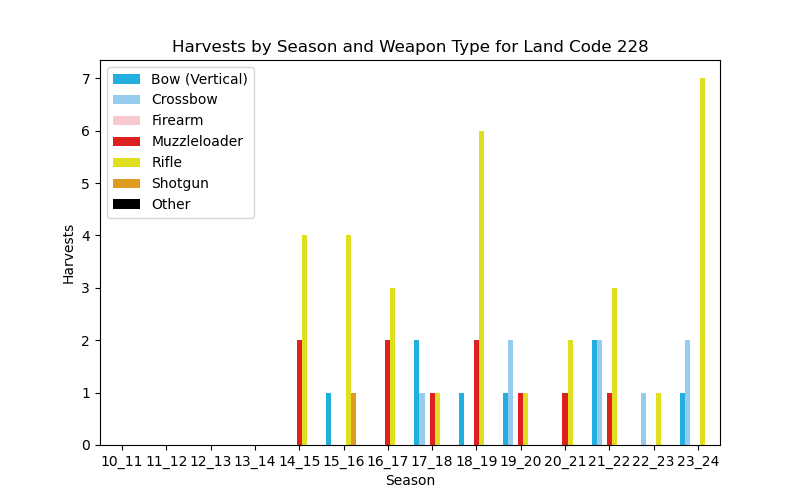 Harvests by Season and Weapon Type for Land Code 228
Bow (Vertical)
Crossbow
Firearm
Muzzleloader
Rifle
Shotgun
Other
7
6
5
4
3
2
1
0
Harvests
10_11 11_12 12_13 13_14 14_15 15_16 16_17 17_18 18_19 19_20 20_21 21_22 22_23 23_24
Season